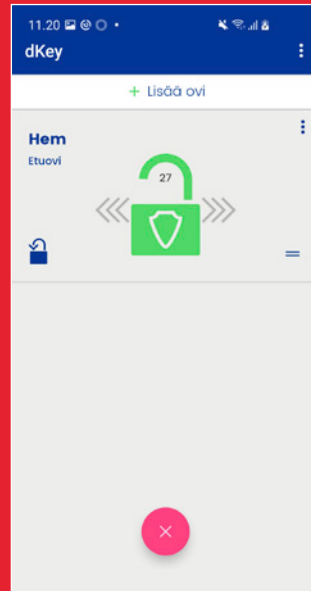 11.20
dKey
+ Lisää ovi
Hem
Etuovi
27